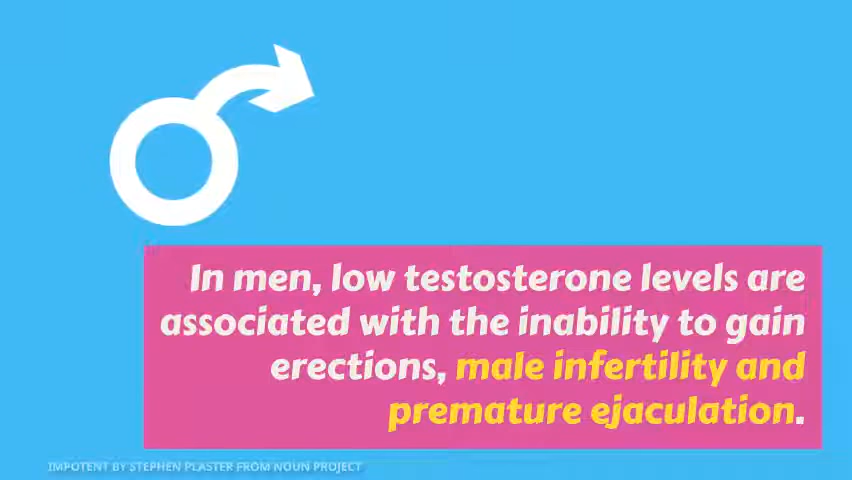 In men, low testosterone levels are
associated with the inability to gain
erections, male infertility and
premature ejaculation.
IMPOTENT BY STEPHEN PLASTER FROM NOUN PROJECT